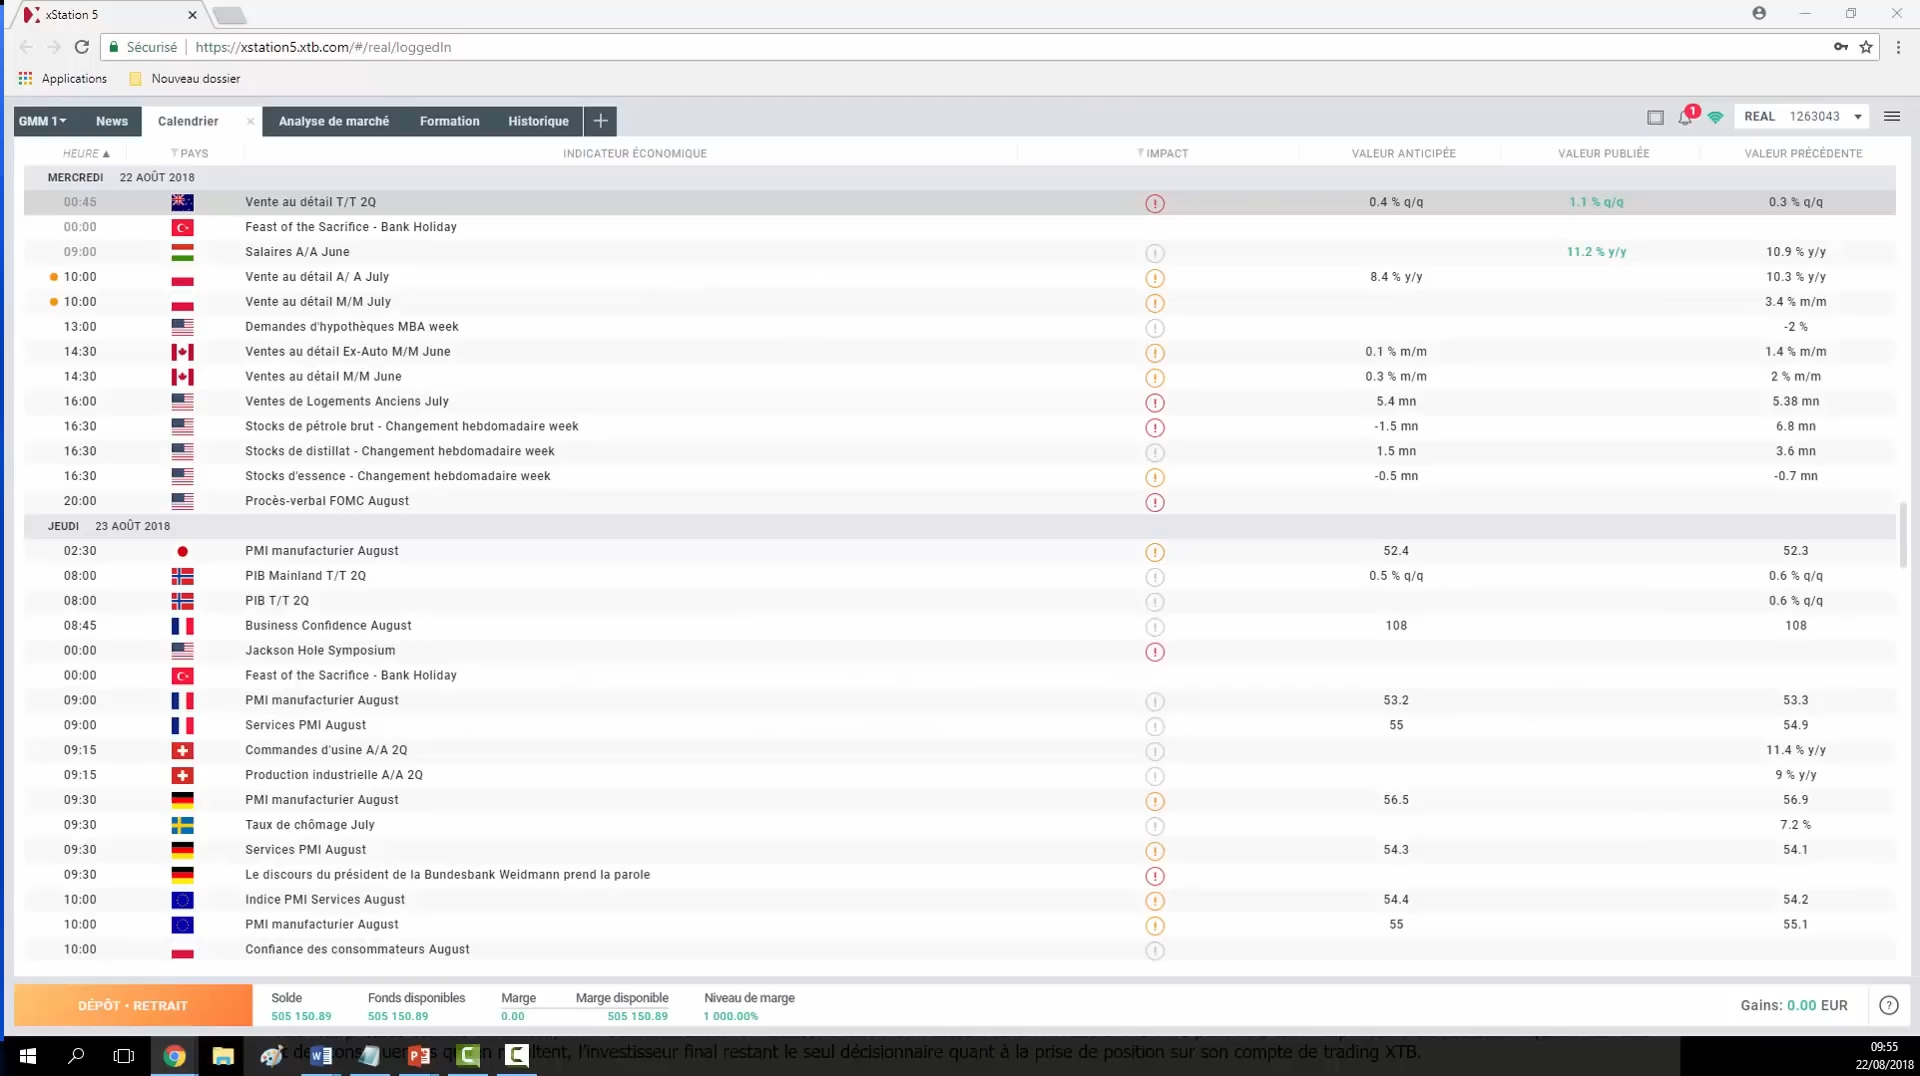 xStation 5
Sécurisé https://xstation5.xtb.com/#/real/loggedIn
Applications Nouveau dossier
GMM 1 News Calendrier Analyse de marché Formation Historique 1 REAL 1263043
HEURE PAYS INDICATEUR ÉCONOMIQUE IMPACT VALEUR ANTICIPÉE VALEUR PUBLIÉE VALEUR PRÉCÉDENTE
MERCREDI 22 AOÛT 2018
00:45 Vente au détail T/T 2Q 0.4 % q/q 1.1 % q/q 0.3 % q/q
00:00 Feast of the Sacrifice - Bank Holiday
09:00 Salaires A/A June 11.2 % y/y 10.9 % y/y
10:00 Vente au détail A/ A July 8.4 % y/y 10.3 % y/y
10:00 Vente au détail M/M July 3.4 % m/m
13:00 Demandes d'hypothèques MBA week -2 %
14:30 Ventes au détail Ex-Auto M/M June 0.1 % m/m 1.4 % m/m
14:30 Ventes au détail M/M June 0.3 % m/m 2 % m/m
16:00 Ventes de Logements Anciens July 5.4 mn 5.38 mn
16:30 Stocks de pétrole brut - Changement hebdomadaire week -1.5 mn 6.8 mn
16:30 Stocks de distillat - Changement hebdomadaire week 1.5 mn 3.6 mn
16:30 Stocks d'essence - Changement hebdomadaire week -0.5 mn -0.7 mn
20:00 Procès-verbal FOMC August
JEUDI 23 AOÛT 2018
02:30 PMI manufacturier August 52.4 52.3
08:00 PIB Mainland T/T 2Q 0.5 % q/q 0.6 % q/q
08:00 PIB T/T 2Q 0.6 % q/q
08:45 Business Confidence August 108 108
00:00 Jackson Hole Symposium
00:00 Feast of the Sacrifice - Bank Holiday
09:00 PMI manufacturier August 53.2 53.3
09:00 Services PMI August 55 54.9
09:15 Commandes d'usine A/A 2Q 11.4 % y/y
09:15 Production industrielle A/A 2Q 9 % y/y
09:30 PMI manufacturier August 56.5 56.9
09:30 Taux de chômage July 7.2 %
09:30 Services PMI August 54.3 54.1
09:30 Le discours du président de la Bundesbank Weidmann prend la parole
10:00 Indice PMI Services August 54.4 54.2
10:00 PMI manufacturier August 55 55.1
10:00 Confiance des consommateurs August
DÉPÔT • RETRAIT Solde Fonds disponibles Marge Marge disponible Niveau de marge Gains: 0.00 EUR
505 150.89 505 150.89 0.00 505 150.89 1 000.00%
l'investisseur final restant le seul décisionnaire quant à la prise de position sur son compte de trading XTB.
09:55
22/08/2018